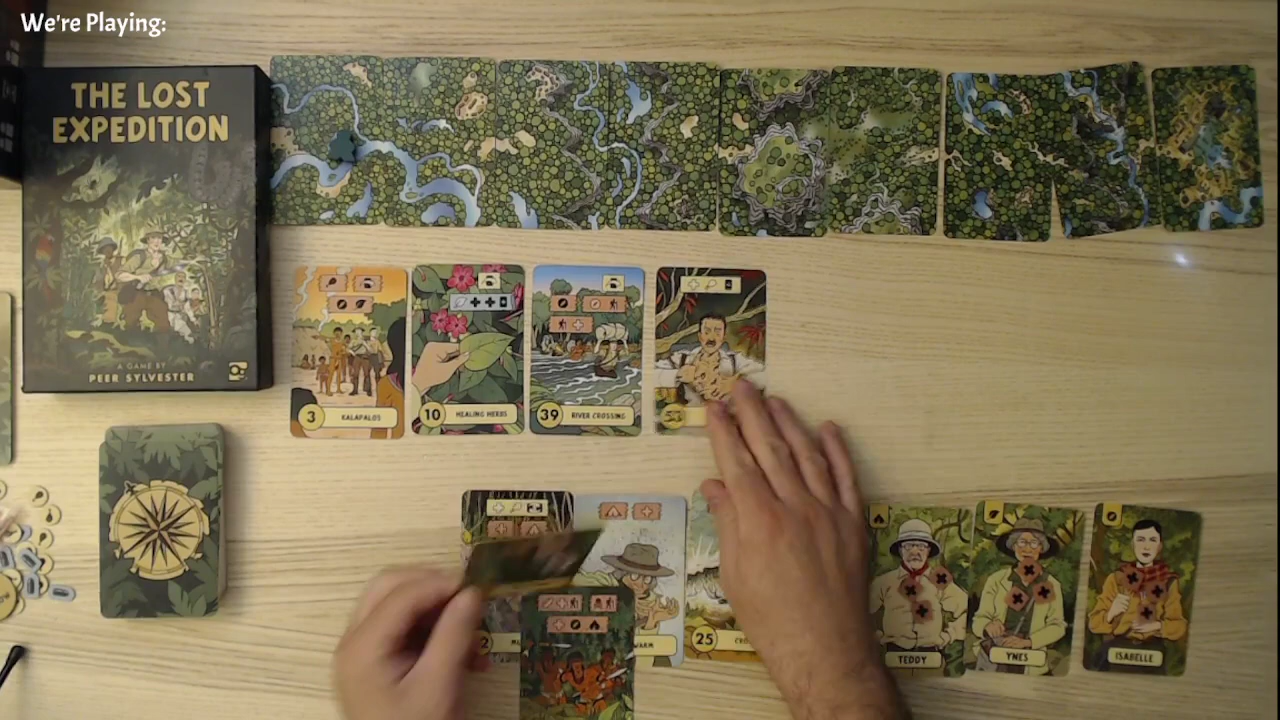 We're Playing:
THE LOST
EXPEDITION
A GAME BY
PEER SYLVESTER
3 KALAPALOS
10 HEALING HERBS
39 RIVER CROSSING
25
TEDDY
YNES
ISABELLE